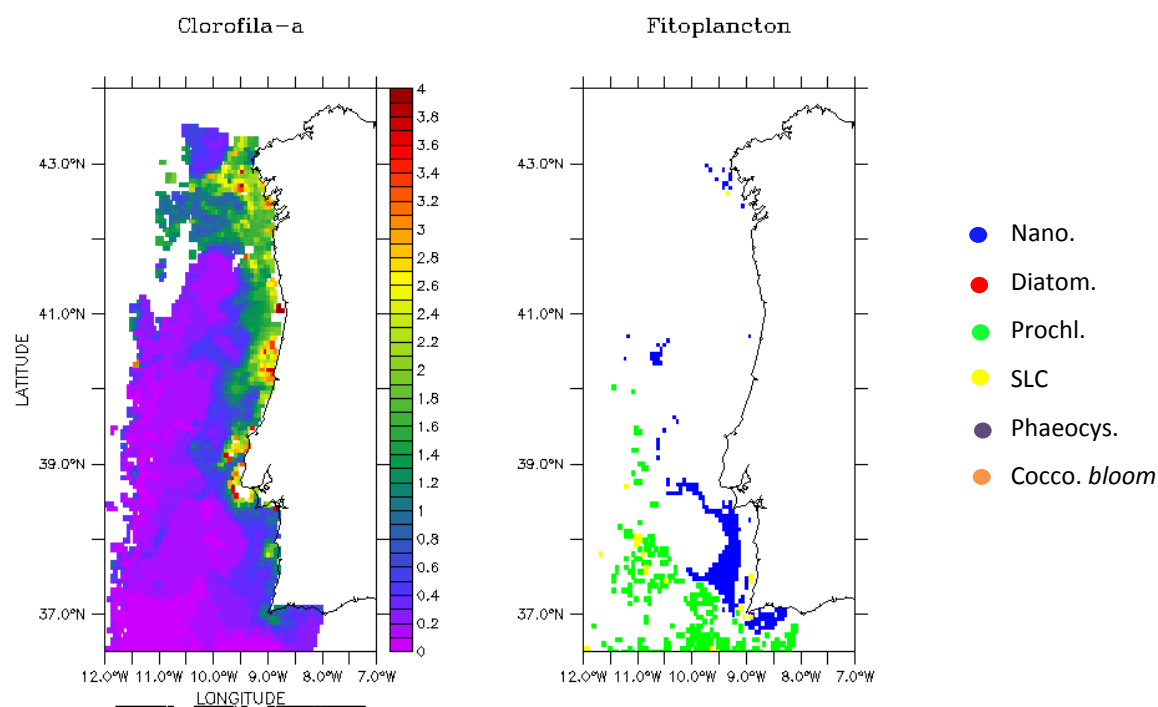 Clorofila-a
Fitoplancton
LATITUDE
43.0°N
41.0°N
39.0°N
37.0°N
12.0°W 11.0°W 10.0°W 9.0°W 8.0°W 7.0°W
LONGITUDE
4
3.8
3.6
3.4
3.2
3
2.8
2.6
2.4
2.2
2
1.8
1.6
1.4
1.2
1
0.8
0.6
0.4
0.2
0
43.0°N
41.0°N
39.0°N
37.0°N
12.0°W 11.0°W 10.0°W 9.0°W 8.0°W 7.0°W
Nano.
Diatom.
Prochl.
SLC
Phaeocys.
Cocco. bloom